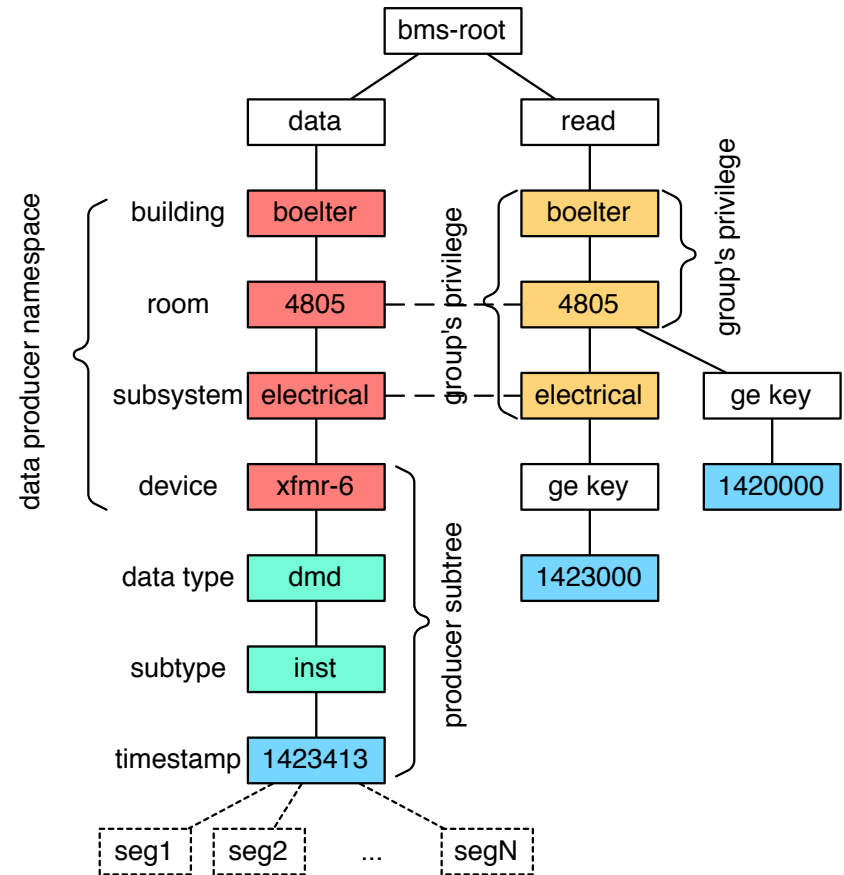 bms-root
data
read
building
boelter
boelter
room
4805
4805
subsystem
electrical
electrical
ge key
device
xfmr-6
ge key
1420000
data type
dmd
1423000
subtype
inst
timestamp
1423413
seg1
seg2
...
segN
data producer namespace
group's privilege
group's privilege
producer subtree